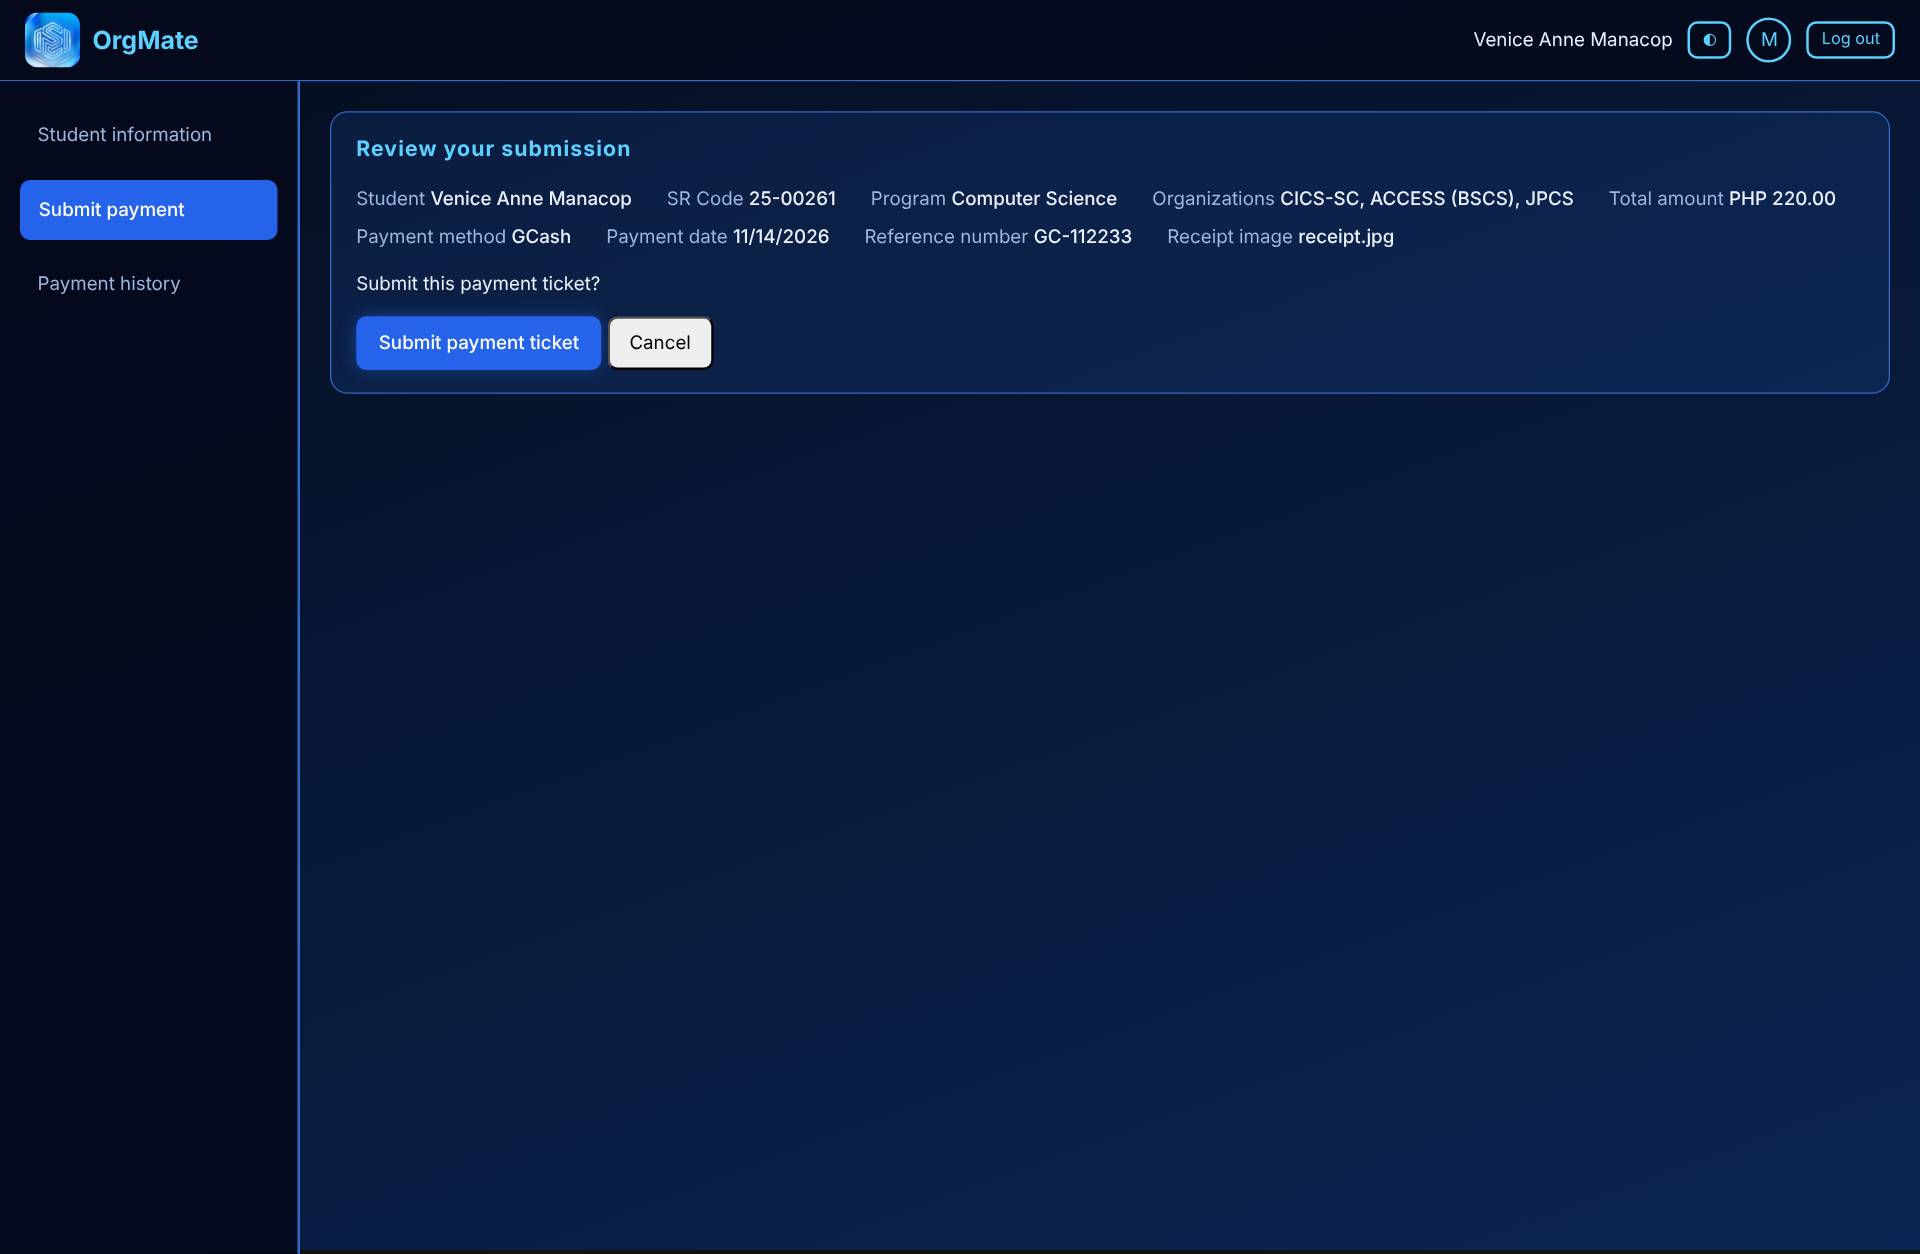 OrgMate
Venice Anne Manacop
M
Log out
Student information
Submit payment
Payment history
Review your submission
Student Venice Anne Manacop SR Code 25-00261 Program Computer Science Organizations CICS-SC, ACCESS (BSCS), JPCS Total amount PHP 220.00
Payment method GCash Payment date 11/14/2026 Reference number GC-112233 Receipt image receipt.jpg
Submit this payment ticket?
Submit payment ticket
Cancel